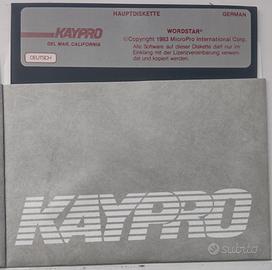 HAUPTDISKETTE GERMAN
KAYPRO
DEL MAR, CALIFORNIA
DEUTSCH
WORDSTAR®
©Copyright 1983 MicroPro International Corp.
Alle Software auf dieser Diskette darf nur im
Einklang mit der Lizenzvereinbarung verwen-
det und kopiert werden.
KAYPRO
subito